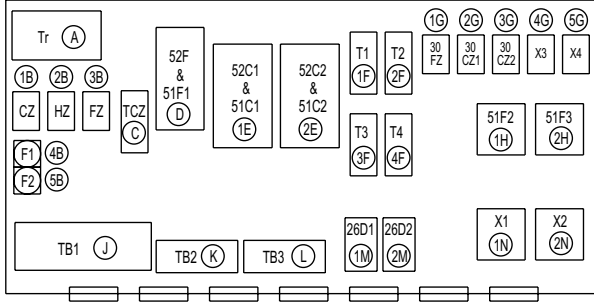 Tr A
1B 2B 3B
CZ HZ FZ
TCZ
C
F1 4B
F2 5B
52F
&
51F1
D
52C1
&
51C1
1E
52C2
&
51C2
2E
T1
1F
T2
2F
T3
3F
T4
4F
1G 2G 3G 4G 5G
30
FZ
30
CZ1
30
CZ2
X3
X4
51F2
1H
51F3
2H
TB1 J
TB2 K
TB3 L
26D1
1M
26D2
2M
X1
1N
X2
2N